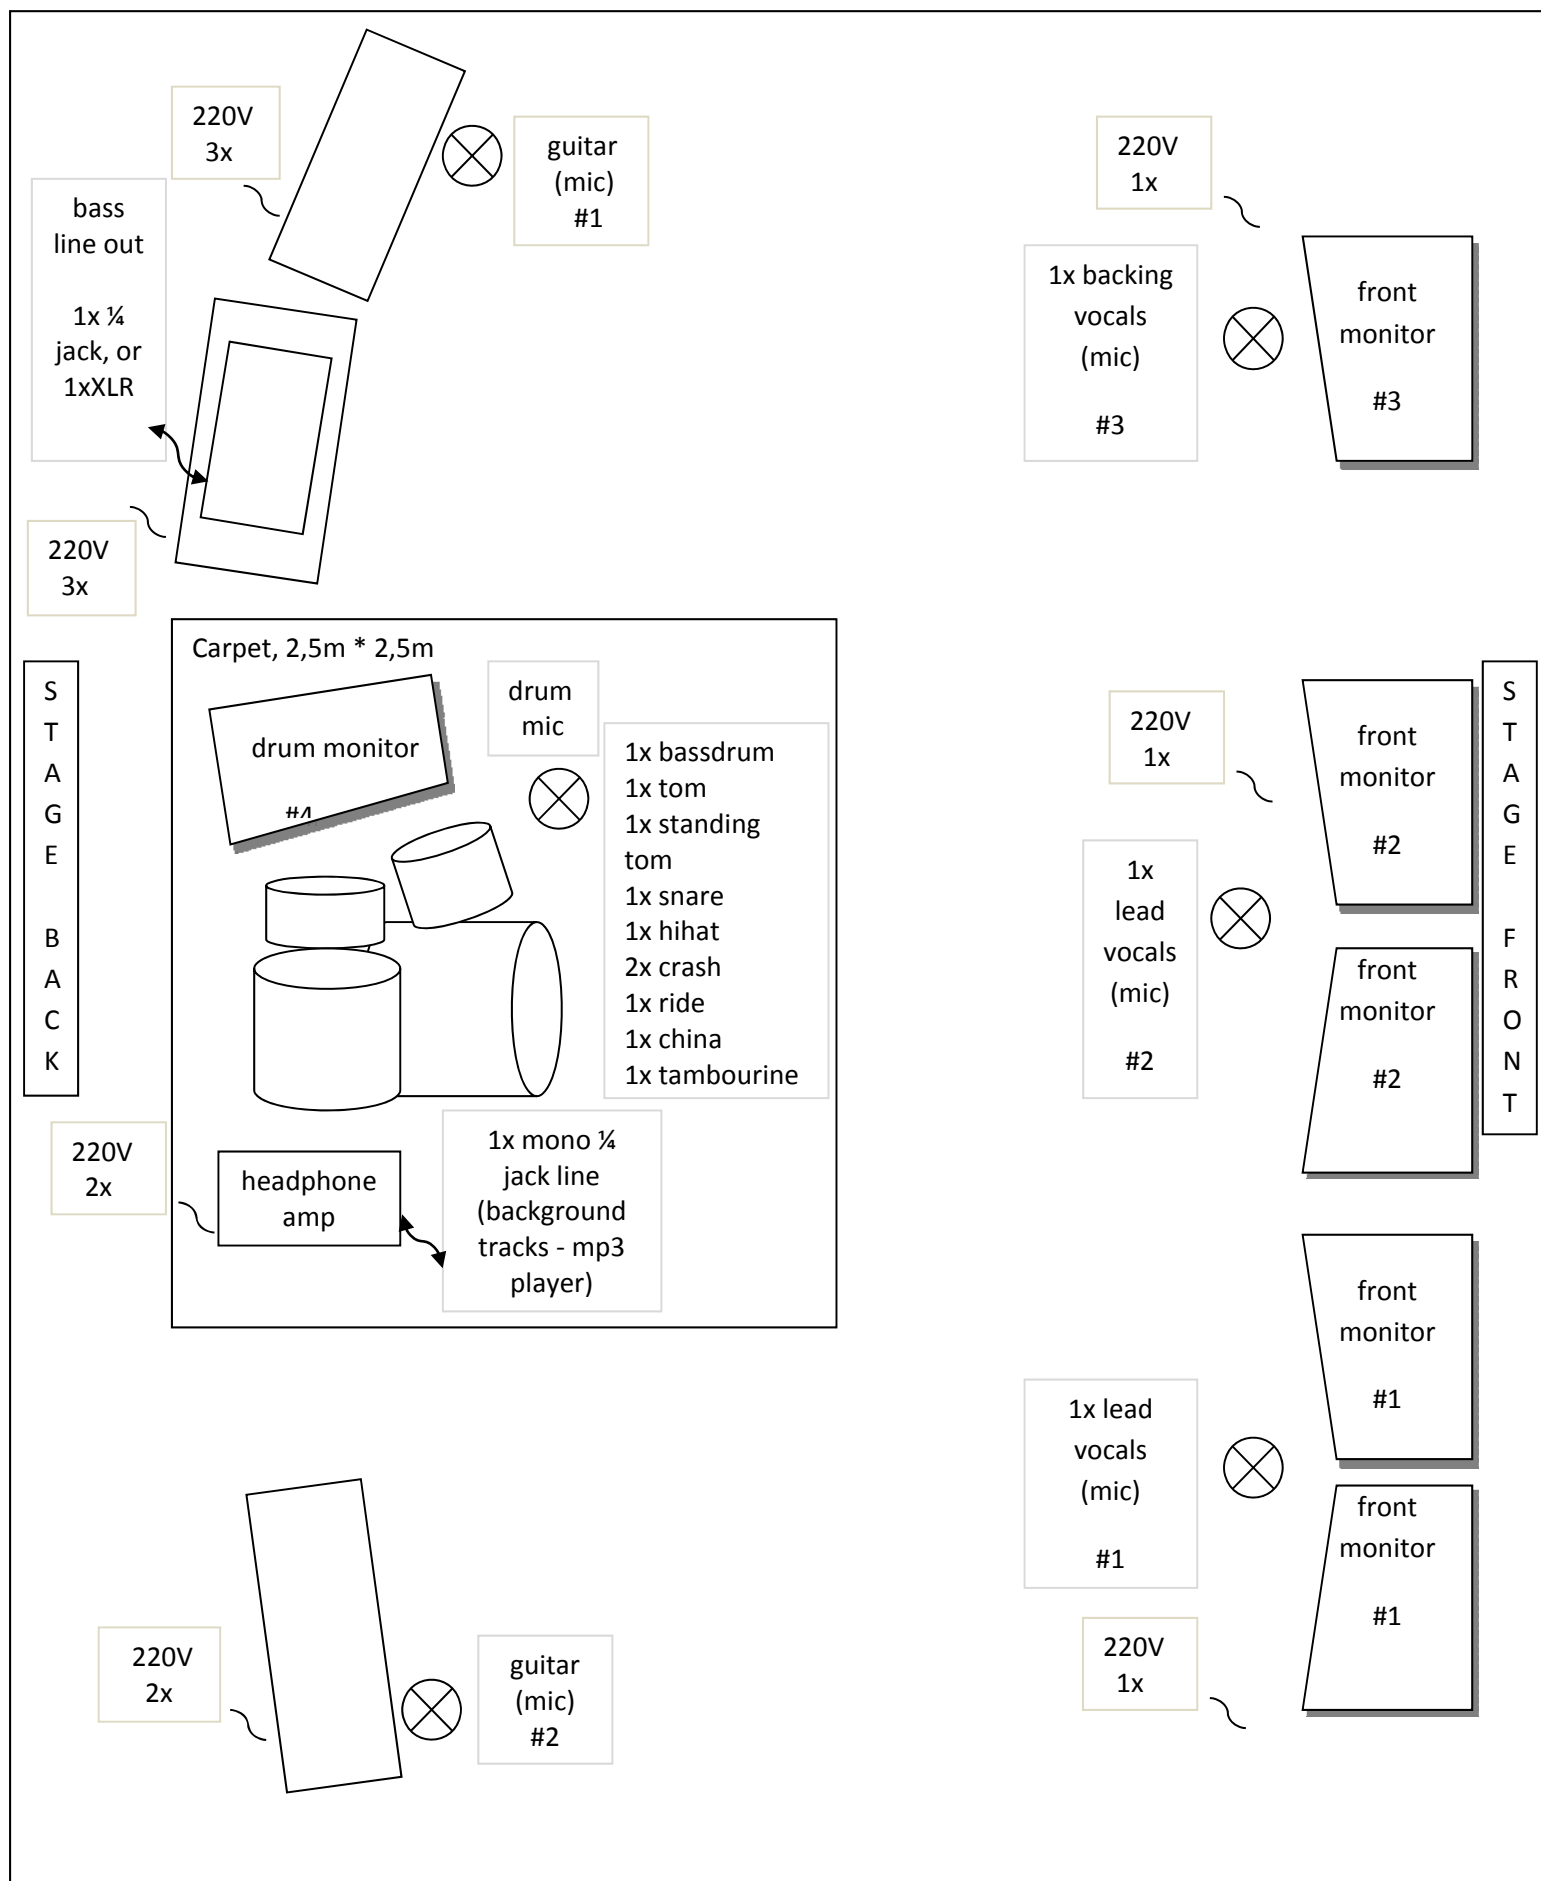 220V
3x
guitar
(mic)
#1
220V
1x
bass
line out
1x ¼
jack, or
1xXLR
1x backing
vocals
(mic)
#3
front
monitor
#3
220V
3x
Carpet, 2,5m * 2,5m
STAGE BACK
drum monitor
#4
drum
mic
1x bassdrum
1x tom
1x standing
tom
1x snare
1x hihat
2x crash
1x ride
1x china
1x tambourine
220V
1x
front
monitor
#2
STAGE FRONT
1x
lead
vocals
(mic)
#2
front
monitor
#2
220V
2x
headphone
amp
1x mono ¼
jack line
(background
tracks - mp3
player)
front
monitor
#1
1x lead
vocals
(mic)
#1
front
monitor
#1
220V
2x
guitar
(mic)
#2
220V
1x